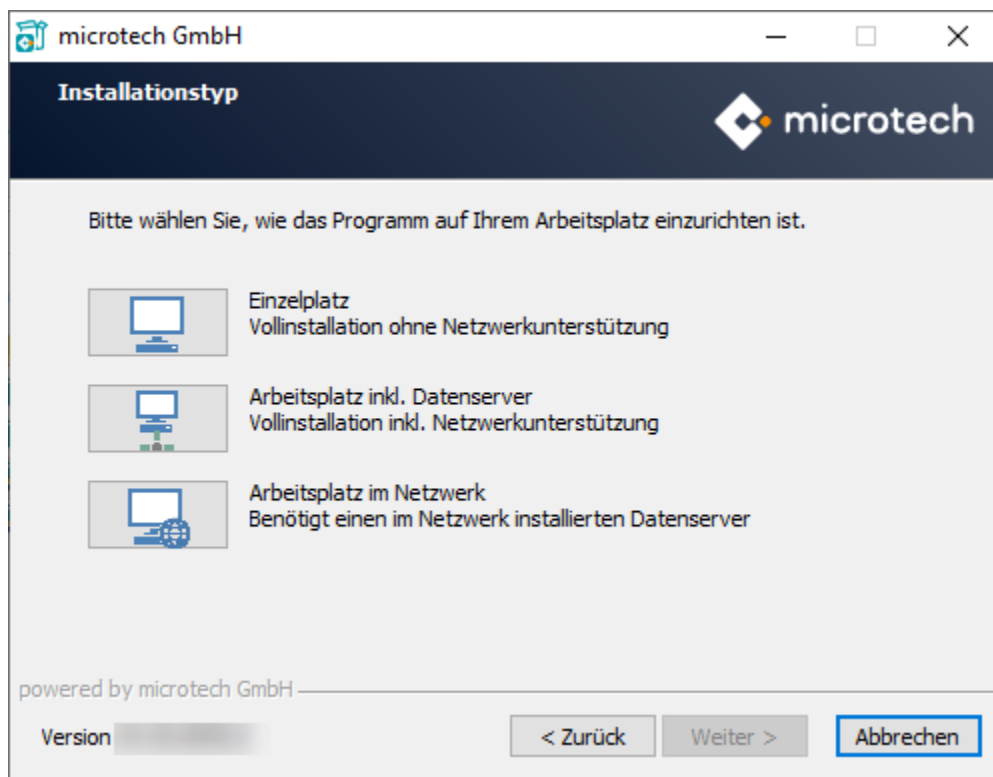 microtech GmbH
Installationstyp
microtech
Bitte wählen Sie, wie das Programm auf Ihrem Arbeitsplatz einzurichten ist.
Einzelplatz
Vollinstallation ohne Netzwerkunterstützung
Arbeitsplatz inkl. Datenserver
Vollinstallation inkl. Netzwerkunterstützung
Arbeitsplatz im Netzwerk
Benötigt einen im Netzwerk installierten Datenserver
powered by microtech GmbH
Version
< Zurück
Weiter >
Abbrechen